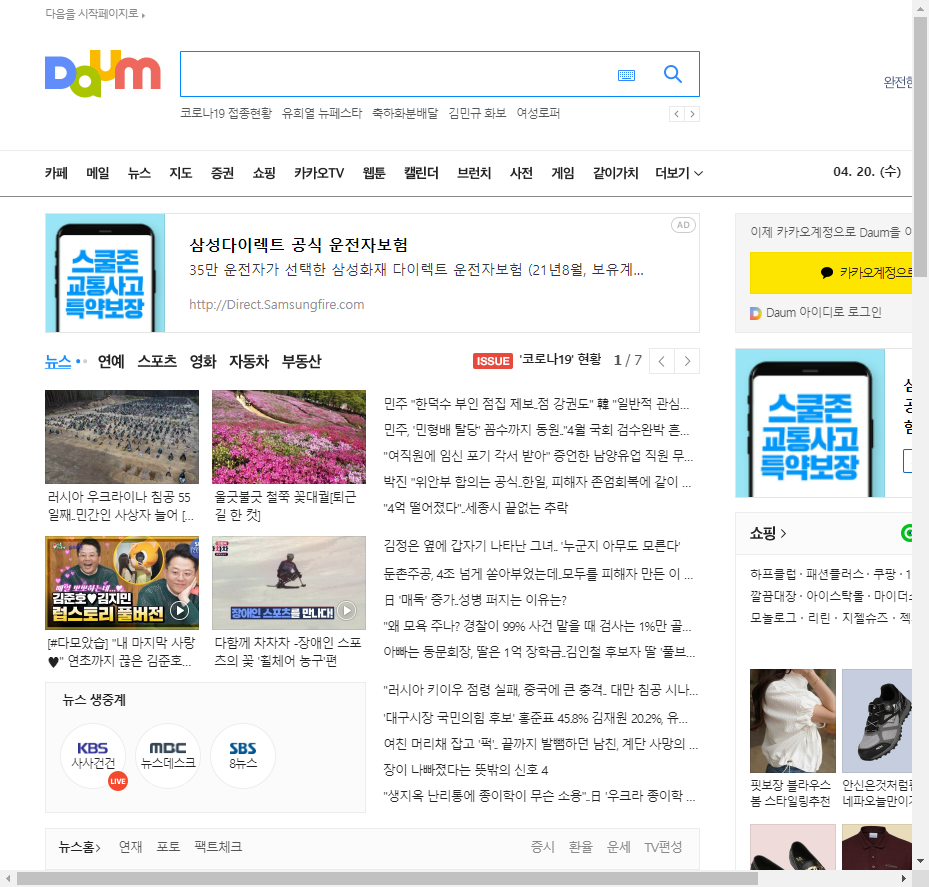 다음을 시작페이지로
Daum
완전한
코로나19 접종현황 유희열 뉴페스타 축하화분배달 김민규 화보 여성로퍼
카페 메일 뉴스 지도 증권 쇼핑 카카오TV 웹툰 캘린더 브런치 사전 게임 같이가치 더보기
04. 20. (수)
스쿨존
교통사고
특약보장
AD
삼성다이렉트 공식 운전자보험
35만 운전자가 선택한 삼성화재 다이렉트 운전자보험 (21년8월, 보유계...
http://Direct.Samsungfire.com
이제 카카오계정으로 Daum을 이
카카오계정으로
Daum 아이디로 로그인
뉴스 연예 스포츠 영화 자동차 부동산
ISSUE '코로나19' 현황 1 / 7
러시아 우크라이나 침공 55
일째..민간인 사상자 늘어 [...
울긋불긋 철쭉 꽃대궐[퇴근
길 한 컷]
김준호♥김지민
럽스토리 풀버전
장애인 스포츠를 만나다!
[#다모았습] "내 마지막 사랑
♥" 연초까지 끊은 김준호...
다함께 차차차 -장애인 스포
츠의 꽃 '휠체어 농구'편
민주 "한덕수 부인 점집 제보..점 강권도" 韓 "일반적 관심...
민주, '민형배 탈당' 꼼수까지 동원.."4월 국회 검수완박 흔...
"여직원에 임신 포기 각서 받아" 증언한 남양유업 직원 무...
박진 "위안부 합의는 공식..한일, 피해자 존엄회복에 같이 ...
"4억 떨어졌다"..세종시 끝없는 추락
김정은 옆에 갑자기 나타난 그녀.. '누군지 아무도 모른다'
둔촌주공, 4조 넘게 쏟아부었는데..모두를 피해자 만든 이 ...
日 '매독' 증가..성병 퍼지는 이유는?
"왜 모욕 주나? 경찰이 99% 사건 맡을 때 검사는 1%만 골...
아빠는 동문회장, 딸은 1억 장학금..김인철 후보자 딸 '풀브...
"러시아 키이우 점령 실패, 중국에 큰 충격.. 대만 침공 시나...
'대구시장 국민의힘 후보' 홍준표 45.8% 김재원 20.2%, 유...
여친 머리채 잡고 '퍽'.. 끝까지 발뺌하던 남친, 계단 사망의 ...
장이 나빠졌다는 뜻밖의 신호 4
"생지옥 난리통에 종이학이 무슨 소용"..日 '우크라 종이학 ...
뉴스 생중계
KBS
사사건건
LIVE
MBC
뉴스데스크
SBS
8뉴스
뉴스홈 연재 포토 팩트체크
증시 환율 운세 TV편성
스쿨존
교통사고
특약보장
쇼핑
하프클럽 · 패션플러스 · 쿠팡 · 1
깔끔대장 · 아이스탁몰 · 마이더스
모놀로그 · 리린 · 지젤슈즈 · 젝
핏보장 블라우스
봄 스타일링추천
안신은것처럼편
네파오늘만이가